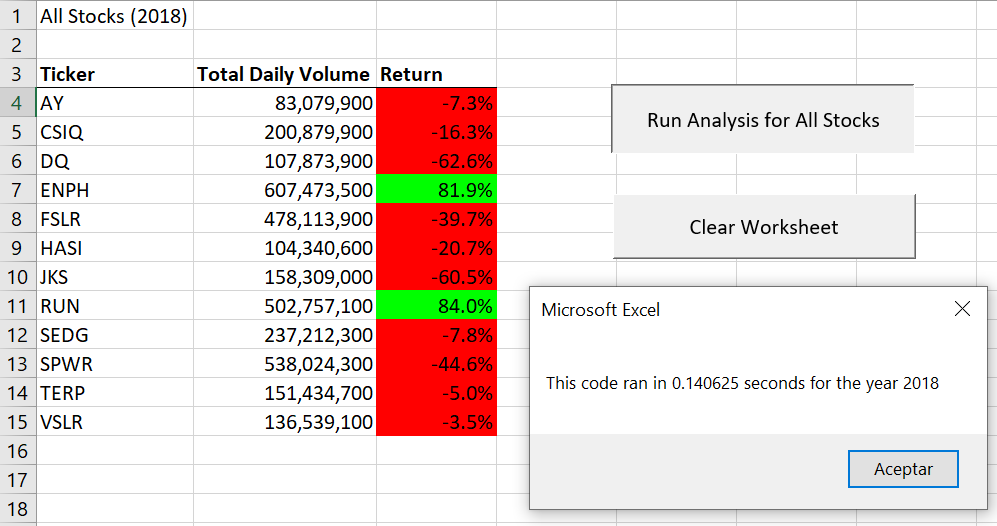 1 All Stocks (2018)
2
3 Ticker Total Daily Volume Return
4 AY 83,079,900 -7.3%
5 CSIQ 200,879,900 -16.3%
6 DQ 107,873,900 -62.6%
7 ENPH 607,473,500 81.9%
8 FSLR 478,113,900 -39.7%
9 HASI 104,340,600 -20.7%
10 JKS 158,309,000 -60.5%
11 RUN 502,757,100 84.0%
12 SEDG 237,212,300 -7.8%
13 SPWR 538,024,300 -44.6%
14 TERP 151,434,700 -5.0%
15 VSLR 136,539,100 -3.5%
16
17
18
Run Analysis for All Stocks
Clear Worksheet
Microsoft Excel
This code ran in 0.140625 seconds for the year 2018
Aceptar